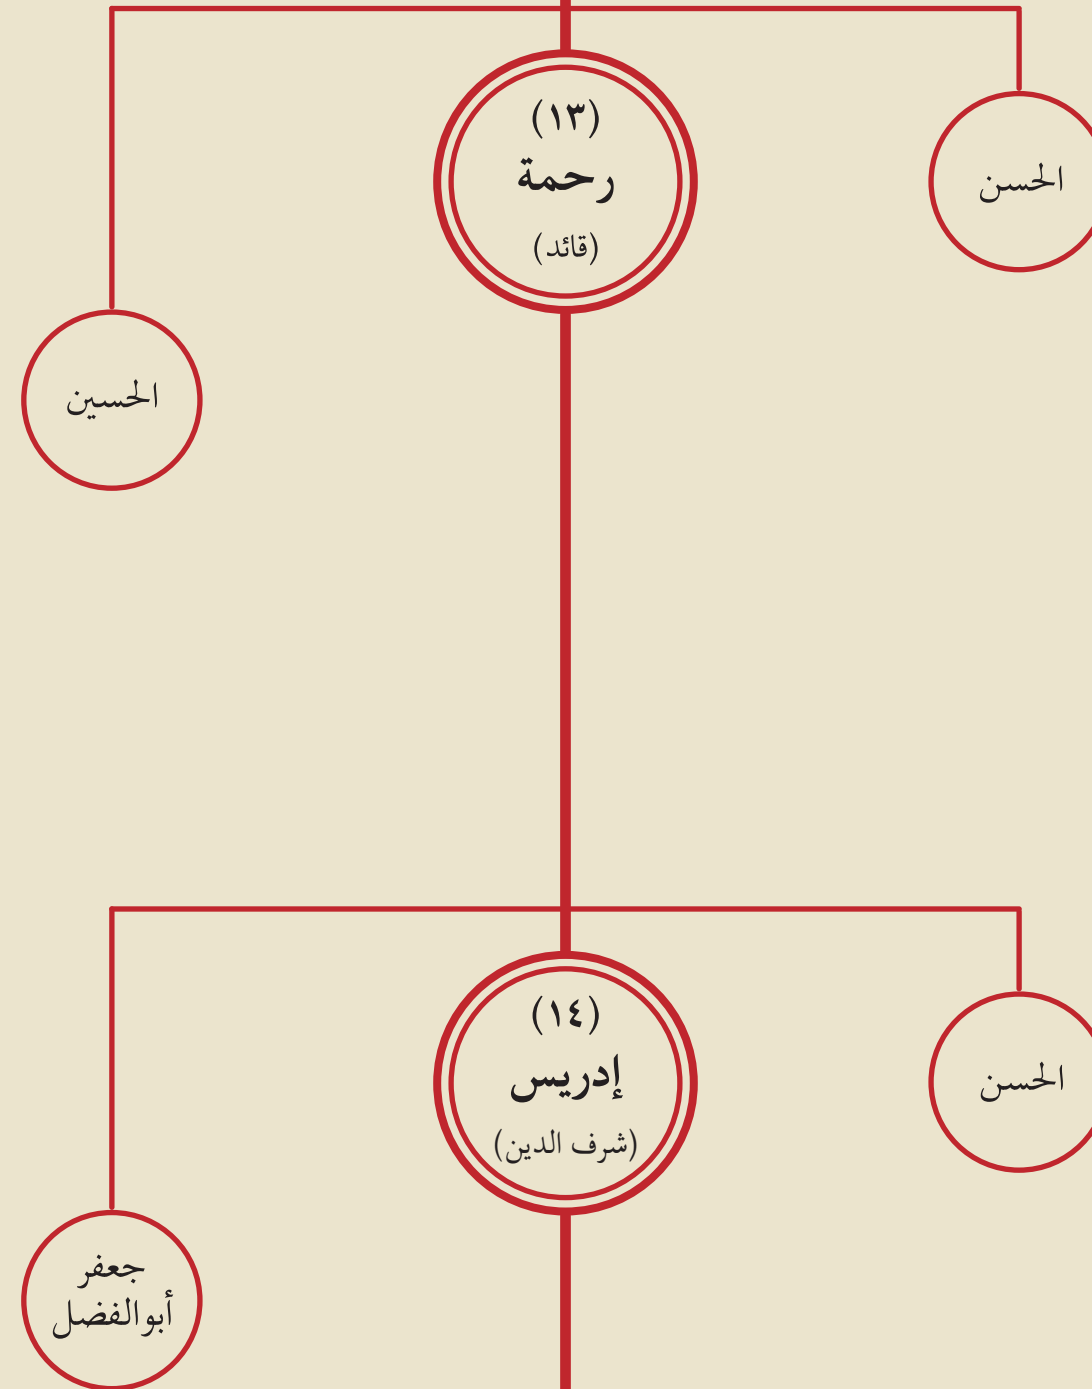 (١٣)
رحمة
(قائد)
الحسن
الحسين
(١٤)
إدريس
(شرف الدين)
الحسن
جعفر
أبوالفضل